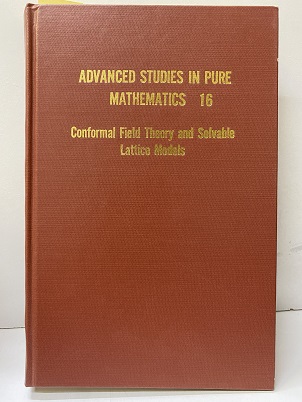 ADVANCED STUDIES IN PURE
MATHEMATICS 16
Conformal Field Theory and Solvable
Lattice Models